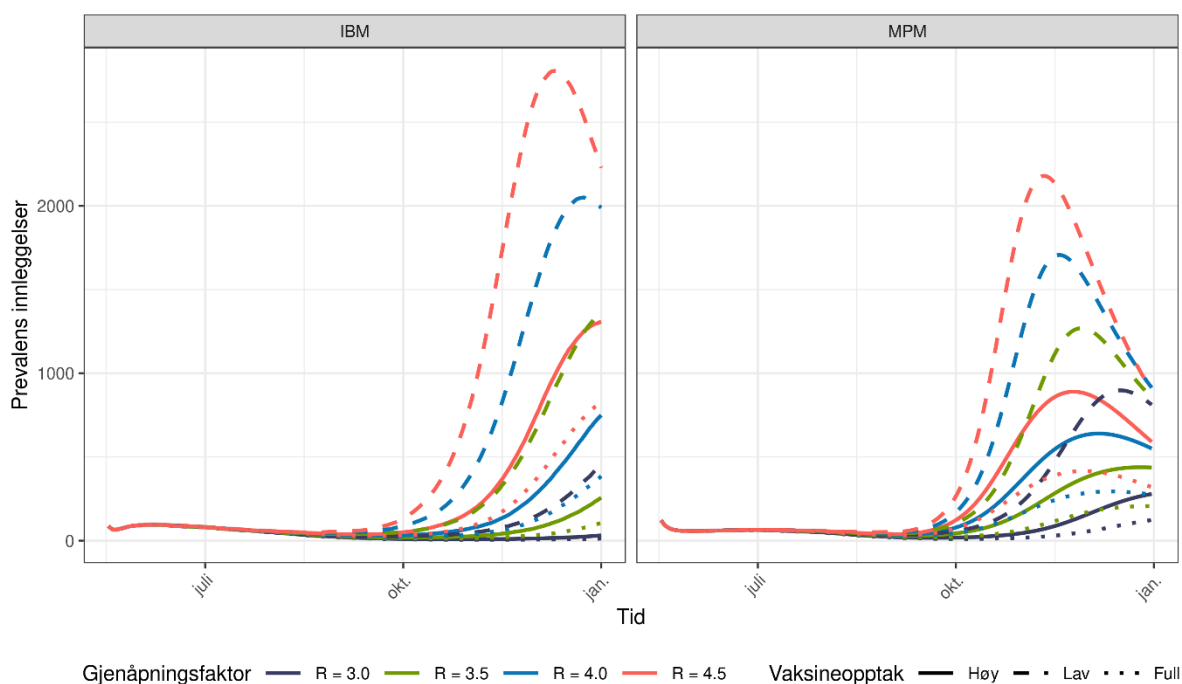 IBM
MPM
Prevalens innleggelser
2000
1000
0
juli
okt.
jan.
juli
okt.
jan.
Tid
Gjenåpningsfaktor R = 3.0 R = 3.5 R = 4.0 R = 4.5 Vaksineopptak Høy Lav Full